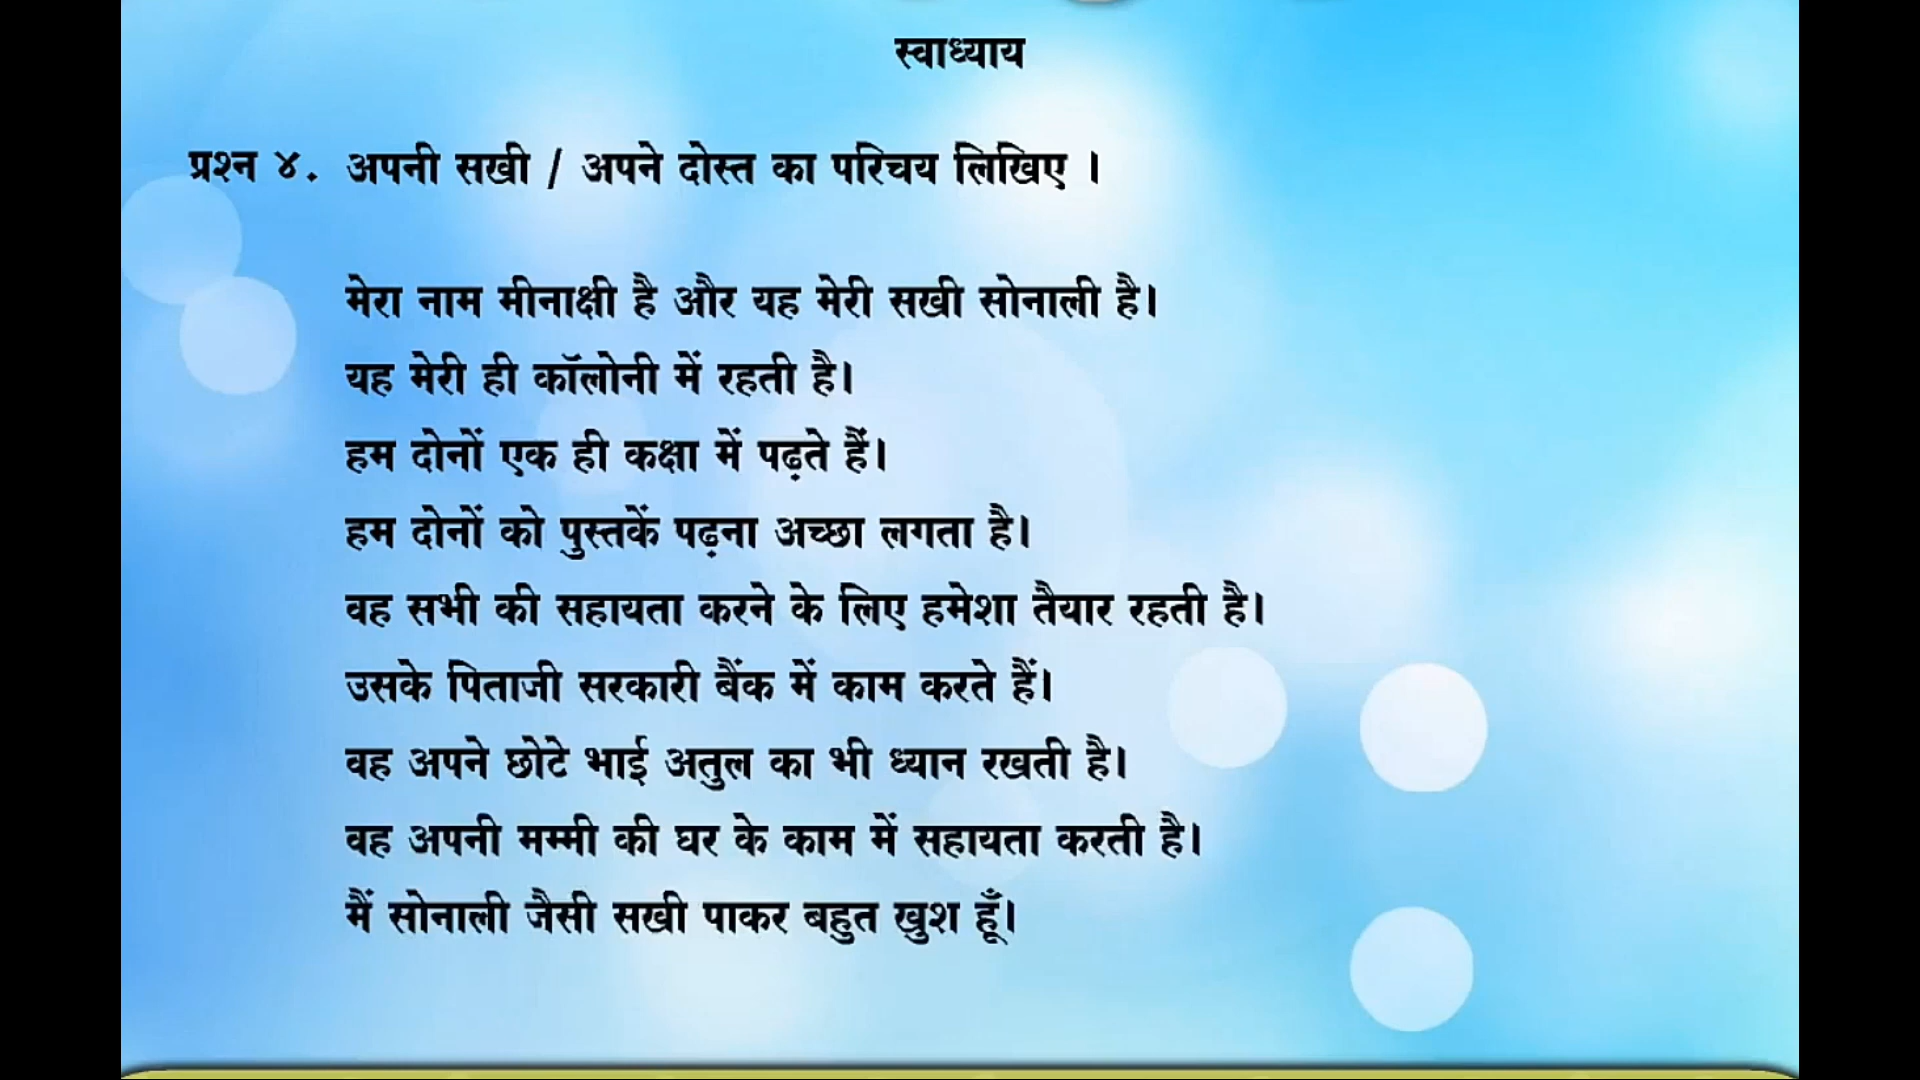 स्वाध्याय
प्रश्न ४. अपनी सखी / अपने दोस्त का परिचय लिखिए ।
मेरा नाम मीनाक्षी है और यह मेरी सखी सोनाली है।
यह मेरी ही कॉलोनी में रहती है।
हम दोनों एक ही कक्षा में पढ़ते हैं।
हम दोनों को पुस्तकें पढ़ना अच्छा लगता है।
वह सभी की सहायता करने के लिए हमेशा तैयार रहती है।
उसके पिताजी सरकारी बैंक में काम करते हैं।
वह अपने छोटे भाई अतुल का भी ध्यान रखती है।
वह अपनी मम्मी की घर के काम में सहायता करती है।
मैं सोनाली जैसी सखी पाकर बहुत खुश हूँ।